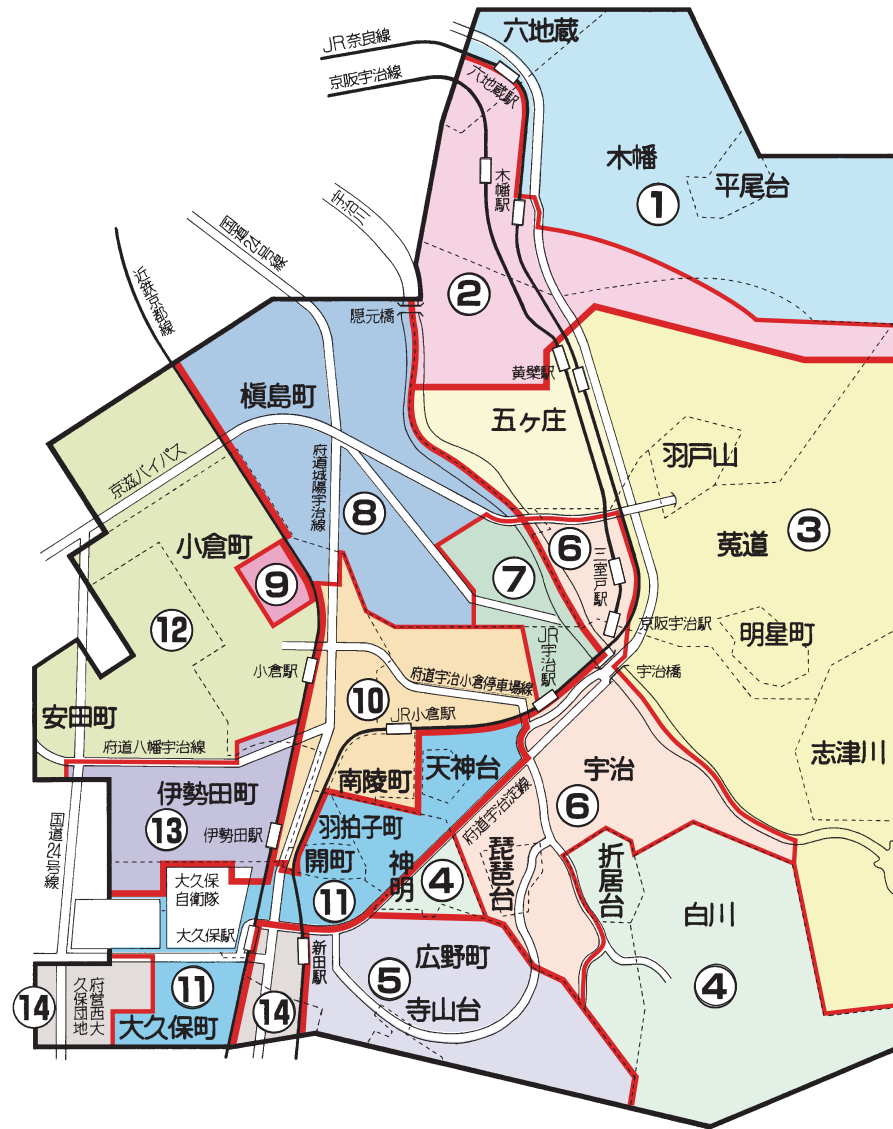 六地蔵
JR奈良線
京阪宇治線
六地蔵駅
木幡
平尾台
①
木幡駅
宇治川
国道24号線
近鉄京都線
②
隠元橋
黄檗駅
槇島町
五ヶ庄
羽戸山
京滋バイパス
府道城陽宇治線
⑧
③
小倉町
⑥
莵道
⑦
三室戸駅
⑨
⑫
京阪宇治駅
明星町
JR宇治駅
小倉駅
宇治橋
府道宇治小倉停車場線
⑩
安田町
JR小倉駅
府道八幡宇治線
志津川
天神台
宇治
南陵町
伊勢田町
⑥
府道宇治淀線
⑬
羽拍子町
伊勢田駅
国道24号線
開町
神明
④
琵琶台
折居台
大久保
自衛隊
⑪
白川
大久保駅
新田駅
広野町
⑤
④
⑭
府営西大
久保団地
⑪
⑭
寺山台
大久保町